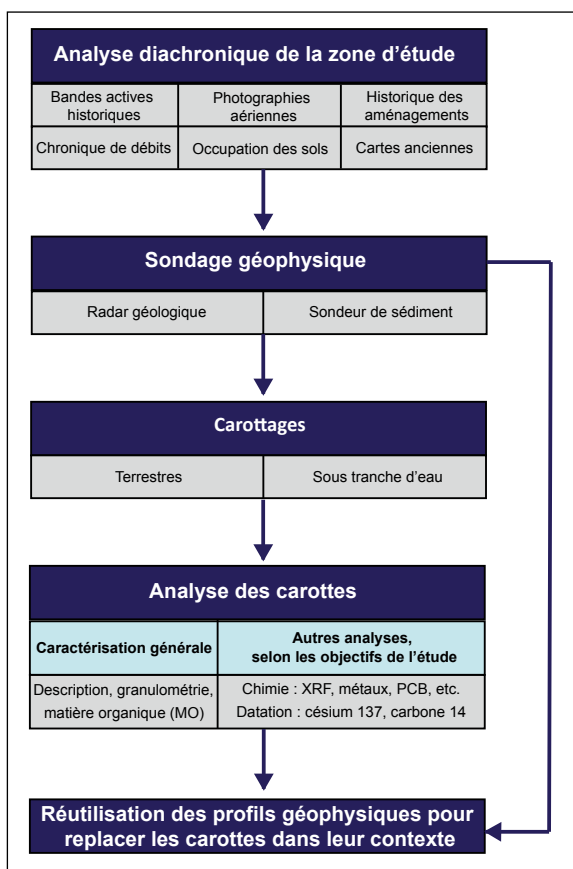 Analyse diachronique de la zone d'étude
Bandes actives
historiques
Photographies
aériennes
Historique des
aménagements
Chronique de débits
Occupation des sols
Cartes anciennes
Sondage géophysique
Radar géologique
Sondeur de sédiment
Carottages
Terrestres
Sous tranche d'eau
Analyse des carottes
Caractérisation générale
Autres analyses,
selon les objectifs de l'étude
Description, granulométrie,
matière organique (MO)
Chimie : XRF, métaux, PCB, etc.
Datation : césium 137, carbone 14
Réutilisation des profils géophysiques pour
replacer les carottes dans leur contexte